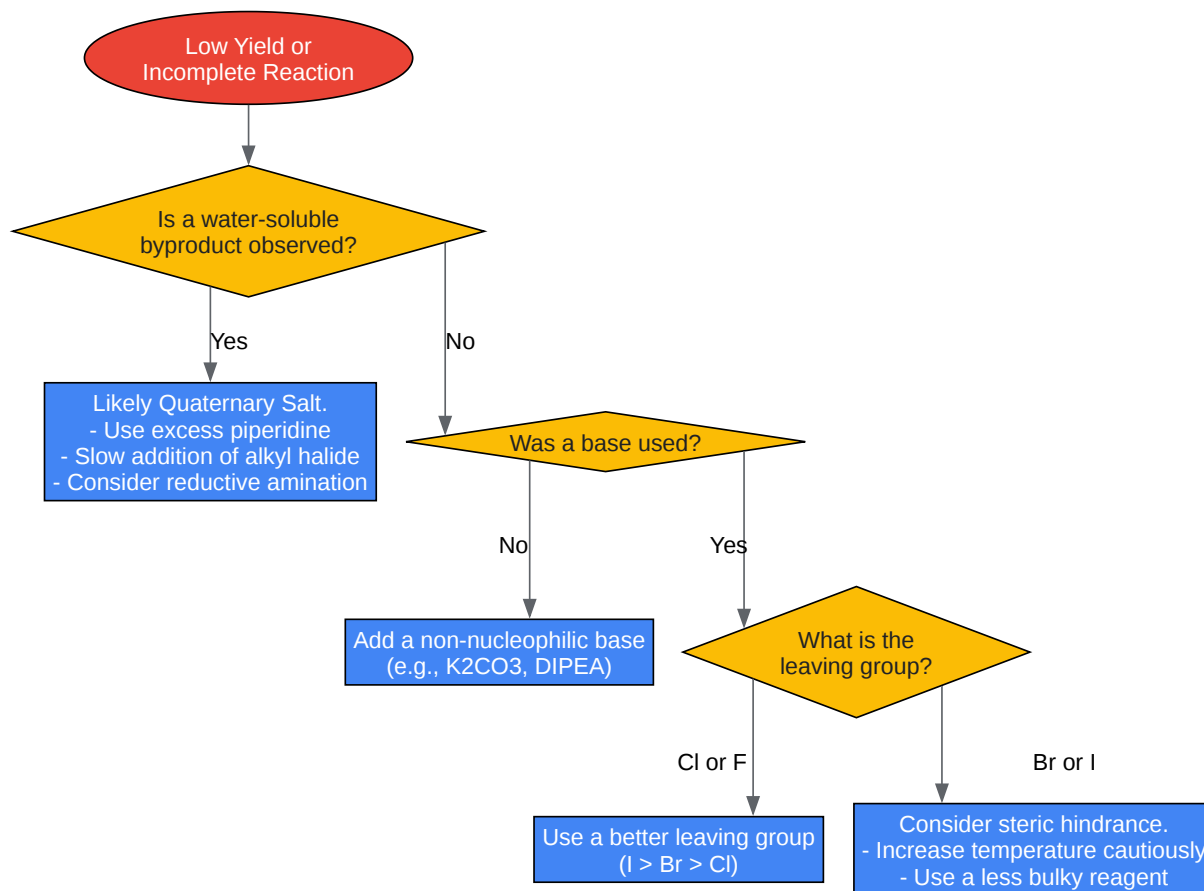 Low Yield or
Incomplete Reaction
Is a water-soluble
byproduct observed?
Yes
No
Likely Quaternary Salt.
- Use excess piperidine
- Slow addition of alkyl halide
- Consider reductive amination
Was a base used?
No
Yes
Add a non-nucleophilic base
(e.g., K2CO3, DIPEA)
What is the
leaving group?
Cl or F
Br or I
Use a better leaving group
(I > Br > Cl)
Consider steric hindrance.
- Increase temperature cautiously
- Use a less bulky reagent